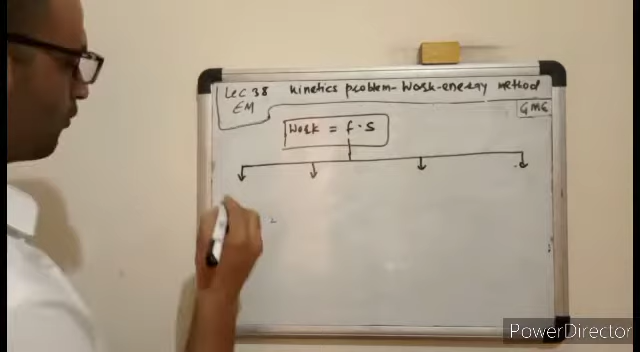 Lec 38 Kinetics problem - Work-energy method
EM
GME
Work = f . s
PowerDirector